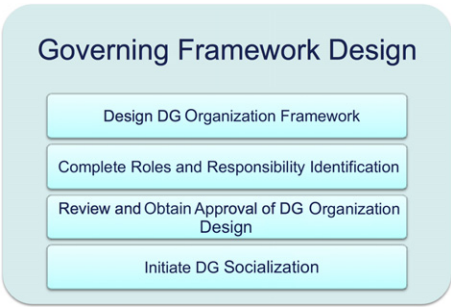 Governing Framework Design
Design DG Organization Framework
Complete Roles and Responsibility Identification
Review and Obtain Approval of DG Organization
Design
Initiate DG Socialization